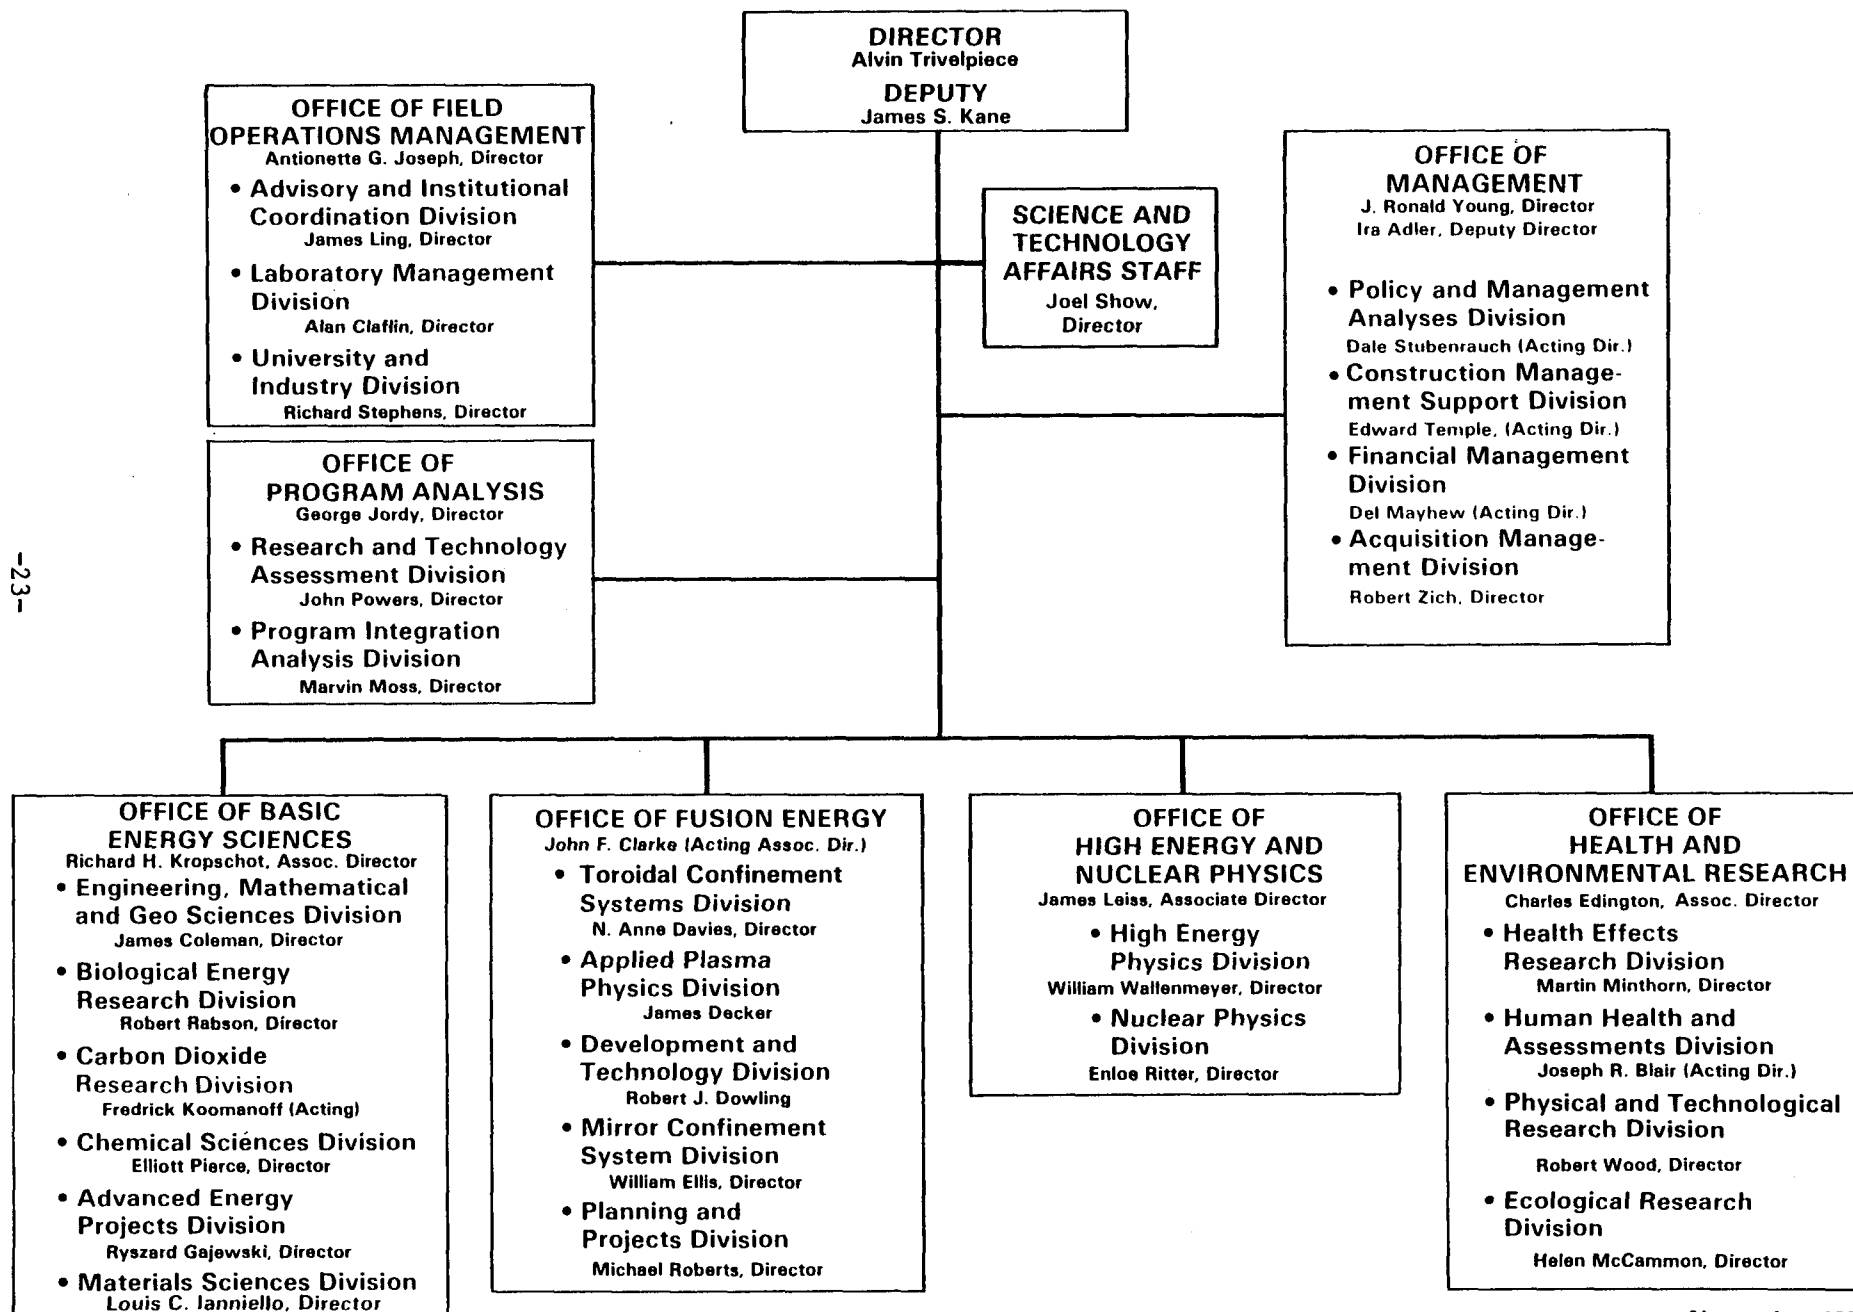 DIRECTOR
Alvin Trivelpiece
DEPUTY
James S. Kane
OFFICE OF FIELD
OPERATIONS MANAGEMENT
Antionette G. Joseph, Director
• Advisory and Institutional
Coordination Division
James Ling, Director
• Laboratory Management
Division
Alan Claflin, Director
• University and
Industry Division
Richard Stephens, Director
SCIENCE AND
TECHNOLOGY
AFFAIRS STAFF
Joel Show,
Director
OFFICE OF
MANAGEMENT
J. Ronald Young, Director
Ira Adler, Deputy Director
• Policy and Management
Analyses Division
Dale Stubenrauch (Acting Dir.)
• Construction Manage-
ment Support Division
Edward Temple, (Acting Dir.)
• Financial Management
Division
Del Mayhew (Acting Dir.)
• Acquisition Manage-
ment Division
Robert Zich, Director
OFFICE OF
PROGRAM ANALYSIS
George Jordy, Director
• Research and Technology
Assessment Division
John Powers, Director
• Program Integration
Analysis Division
Marvin Moss, Director
-23-
OFFICE OF BASIC
ENERGY SCIENCES
Richard H. Kropschot, Assoc. Director
• Engineering, Mathematical
and Geo Sciences Division
James Coleman, Director
• Biological Energy
Research Division
Robert Rabson, Director
• Carbon Dioxide
Research Division
Fredrick Koomanoff (Acting)
• Chemical Sciences Division
Elliott Pierce, Director
• Advanced Energy
Projects Division
Ryszard Gajewski, Director
• Materials Sciences Division
Louis C. Ianniello, Director
OFFICE OF FUSION ENERGY
John F. Clarke (Acting Assoc. Dir.)
• Toroidal Confinement
Systems Division
N. Anne Davies, Director
• Applied Plasma
Physics Division
James Decker
• Development and
Technology Division
Robert J. Dowling
• Mirror Confinement
System Division
William Ellis, Director
• Planning and
Projects Division
Michael Roberts, Director
OFFICE OF
HIGH ENERGY AND
NUCLEAR PHYSICS
James Leiss, Associate Director
• High Energy
Physics Division
William Wallenmeyer, Director
• Nuclear Physics
Division
Enloe Ritter, Director
OFFICE OF
HEALTH AND
ENVIRONMENTAL RESEARCH
Charles Edington, Assoc. Director
• Health Effects
Research Division
Martin Minthorn, Director
• Human Health and
Assessments Division
Joseph R. Blair (Acting Dir.)
• Physical and Technological
Research Division
Robert Wood, Director
• Ecological Research
Division
Helen McCammon, Director